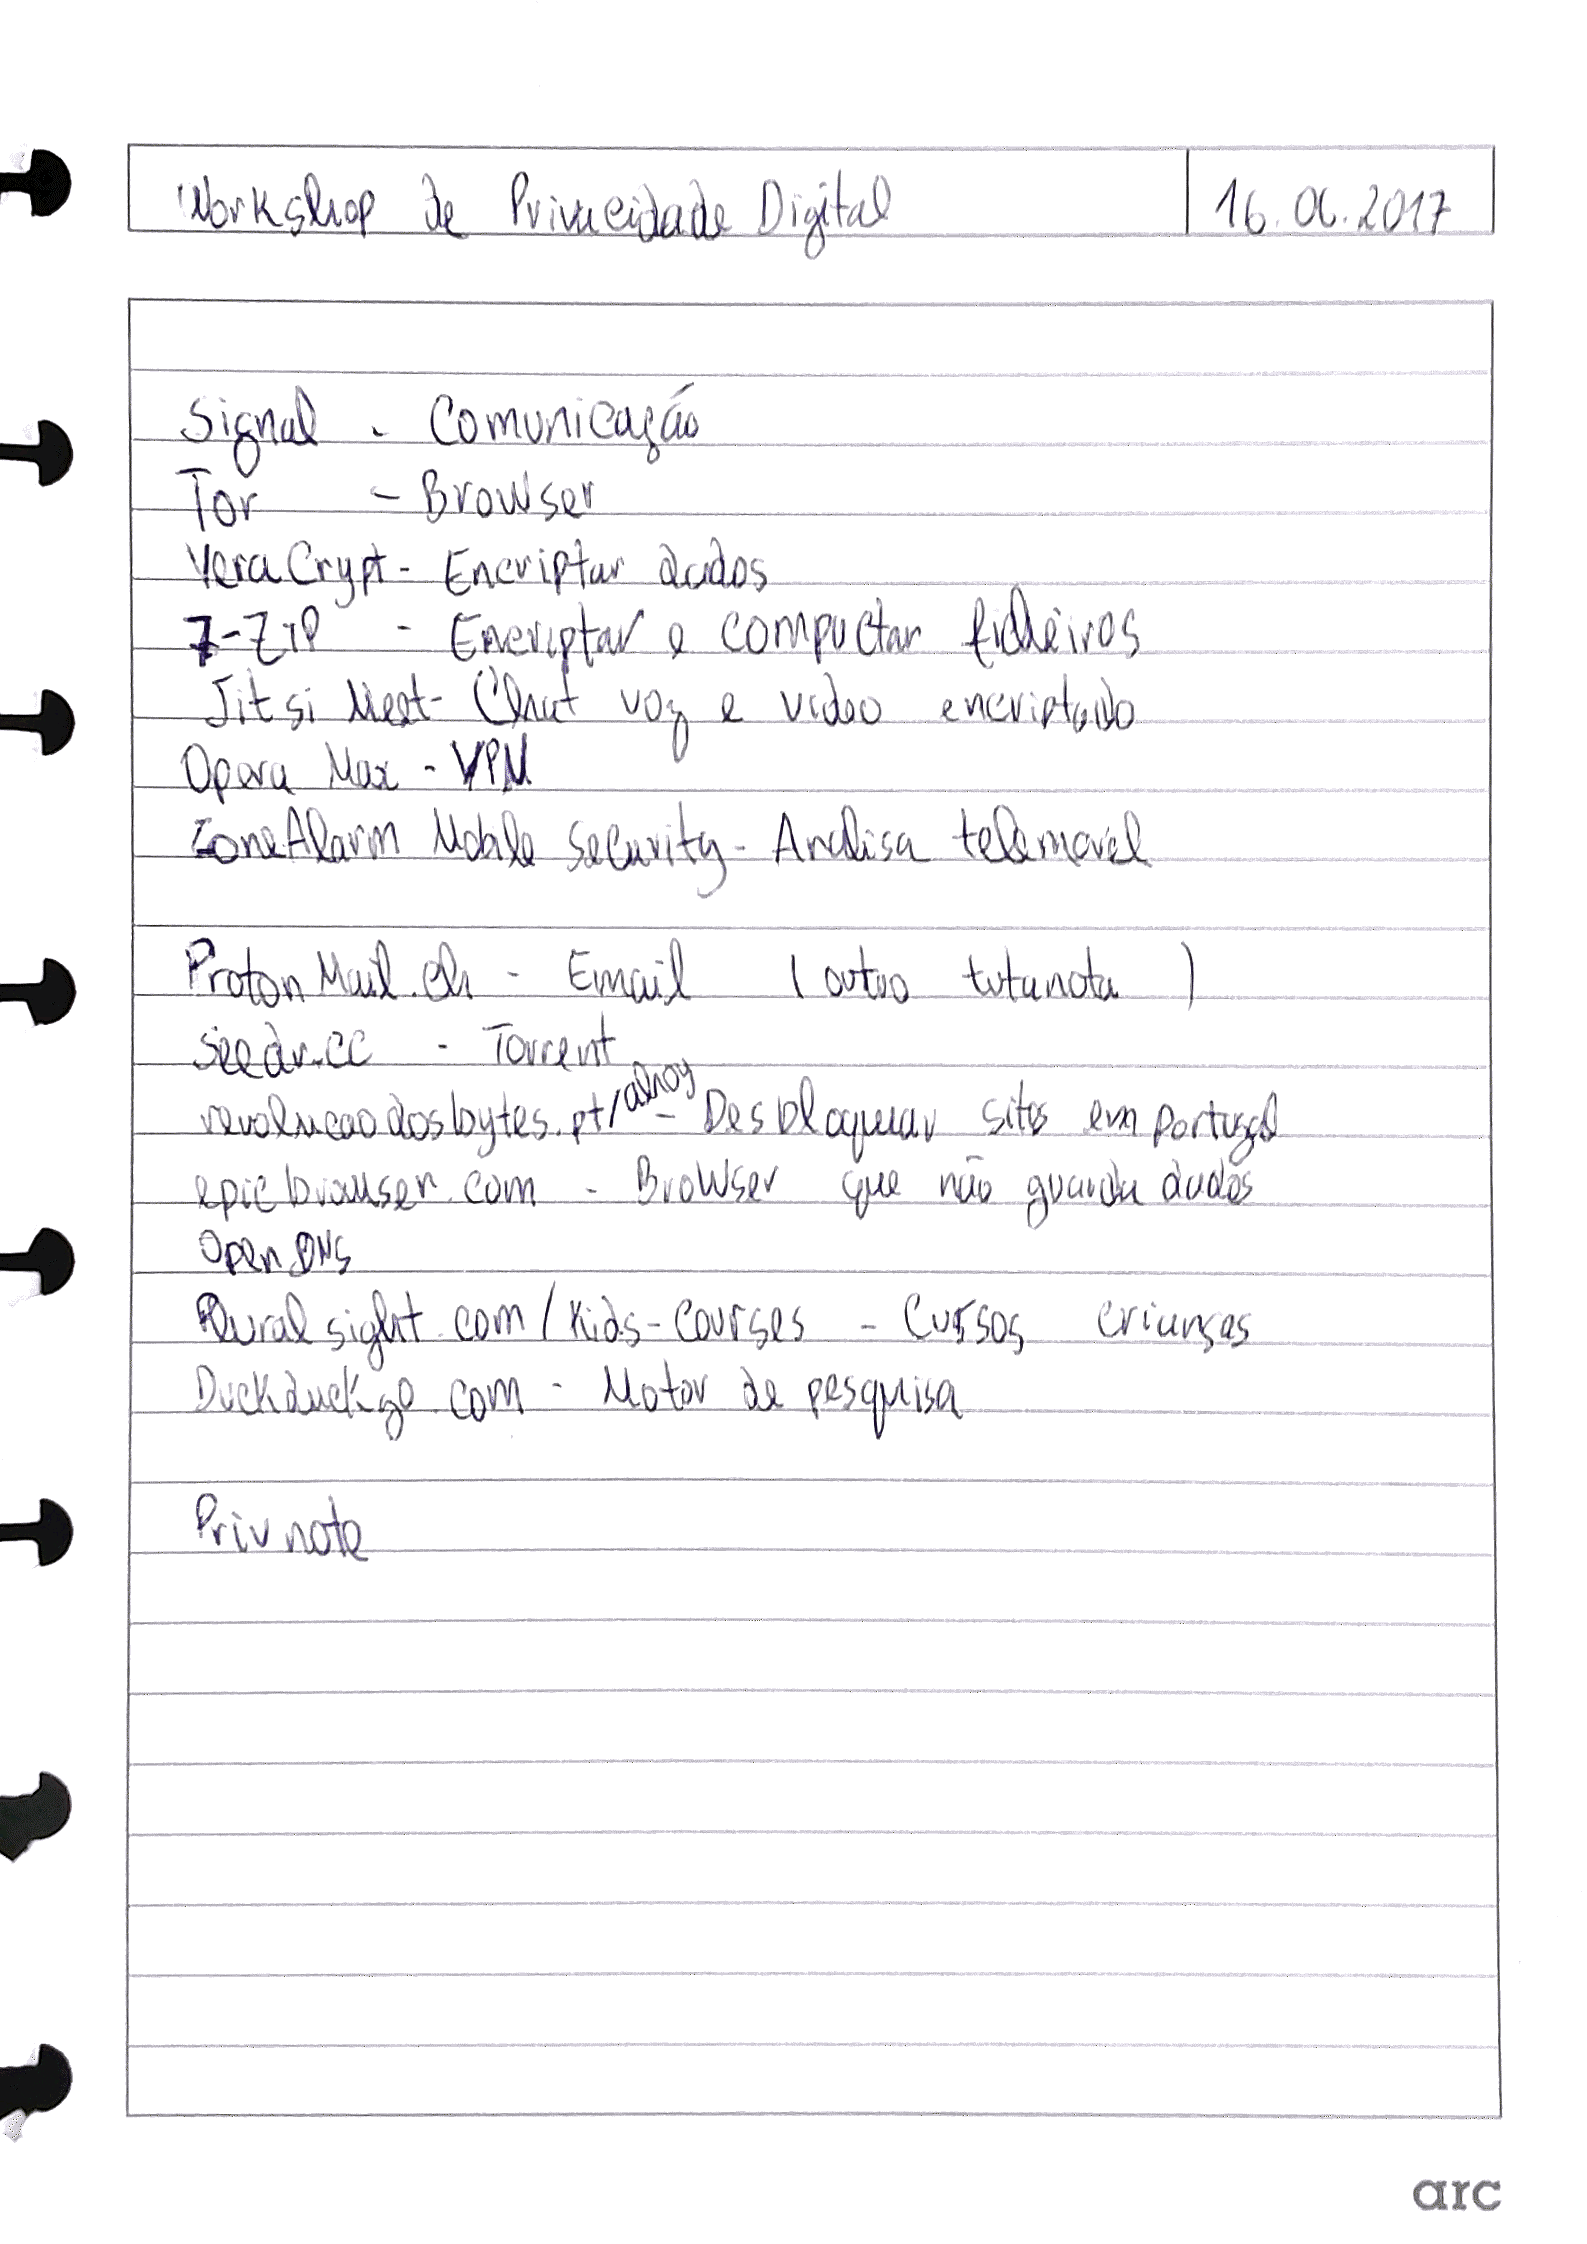 Workshop de Privacidade Digital
16.06.2017
Signal - Comunicação
Tor - Browser
VeraCrypt - Encriptar dados
7-ZIP - Encriptar e compactar ficheiros
Jitsi Meet - Chat voz e video encriptado
Opera Max - VPN
ZoneAlarm Mobile Security - Analisa telemovel
ProtonMail.ch - Email (outro tutanota)
seedr.cc - Torrent
revolucaodosbytes.pt/ahoy - Desbloquear sites em Portugal
epicbrowser.com - Browser que não guarda dados
OpenDNS
Pluralsight.com/kids-courses - Cursos crianças
Duckduckgo.com - Motor de pesquisa
Privnote
arc